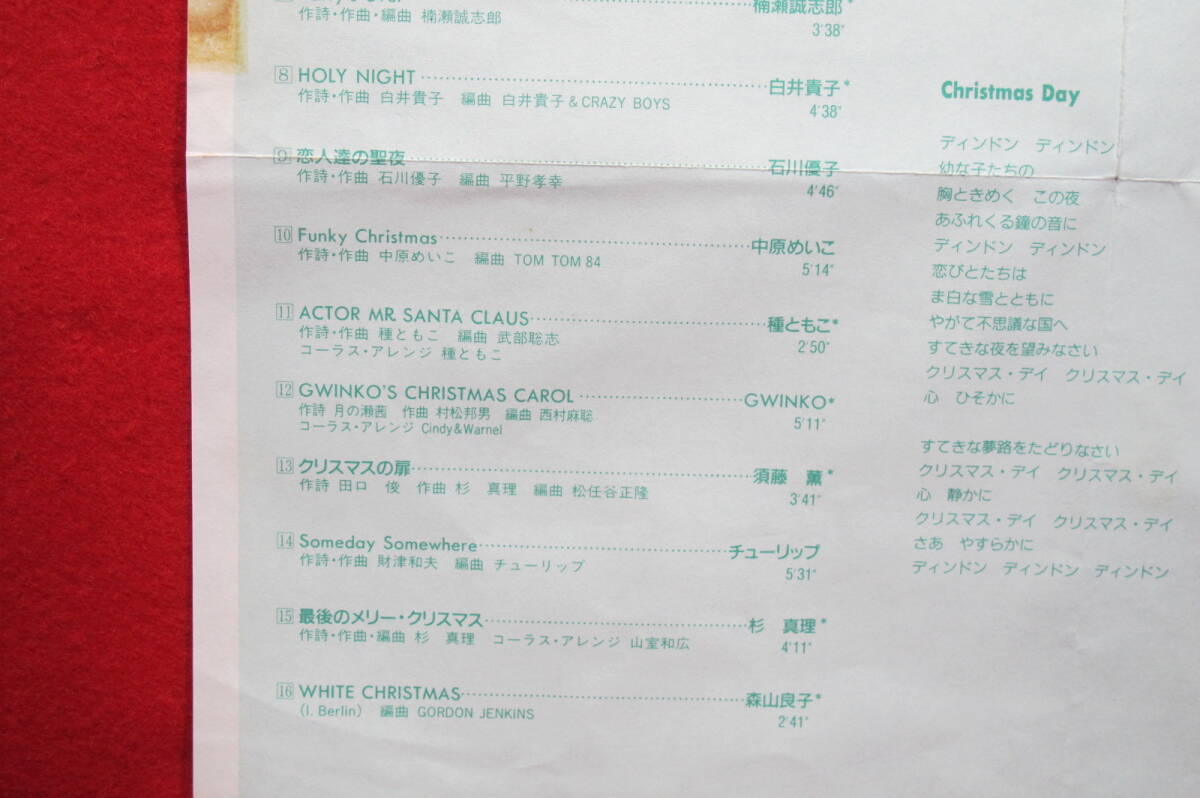 作詩・作曲・編曲 楠瀬誠志郎
楠瀬誠志郎*
3'38"
8 HOLY NIGHT
白井貴子*
作詩・作曲 白井貴子 編曲 白井貴子&CRAZY BOYS
4'38"
9 恋人達の聖夜
石川優子
作詩・作曲 石川優子 編曲 平野孝幸
4'46"
10 Funky Christmas
中原めいこ
作詩・作曲 中原めいこ 編曲 TOM TOM 84
5'14"
11 ACTOR MR. SANTA CLAUS
種ともこ*
作詩・作曲 種ともこ 編曲 武部聡志
2'50"
コーラス・アレンジ 種ともこ
12 GWINKO'S CHRISTMAS CAROL
GWINKO*
作詩 月の瀬茜 作曲 村松邦男 編曲 西村麻聡
5'11"
コーラス・アレンジ Cindy&Warnel
13 クリスマスの扉
須藤 薫*
作詩 田口 俊 作曲 杉 真理 編曲 松任谷正隆
3'41"
14 Someday Somewhere
チューリップ
作詩・作曲 財津和夫 編曲 チューリップ
5'31"
15 最後のメリー・クリスマス
杉 真理*
作詩・作曲・編曲 杉 真理 コーラス・アレンジ 山室和広
4'11"
16 WHITE CHRISTMAS
森山良子*
(I. Berlin) 編曲 GORDON JENKINS
2'41"
Christmas Day
ディンドン ディンドン
幼な子たちの
胸ときめく この夜
あふれくる鐘の音に
ディンドン ディンドン
恋びとたちは
ま白な雪とともに
やがて不思議な国へ
すてきな夜を望みなさい
クリスマス・デイ クリスマス・デイ
心 ひそかに
すてきな夢路をたどりなさい
クリスマス・デイ クリスマス・デイ
心 静かに
クリスマス・デイ クリスマス・デイ
さあ やすらかに
ディンドン ディンドン ディンドン